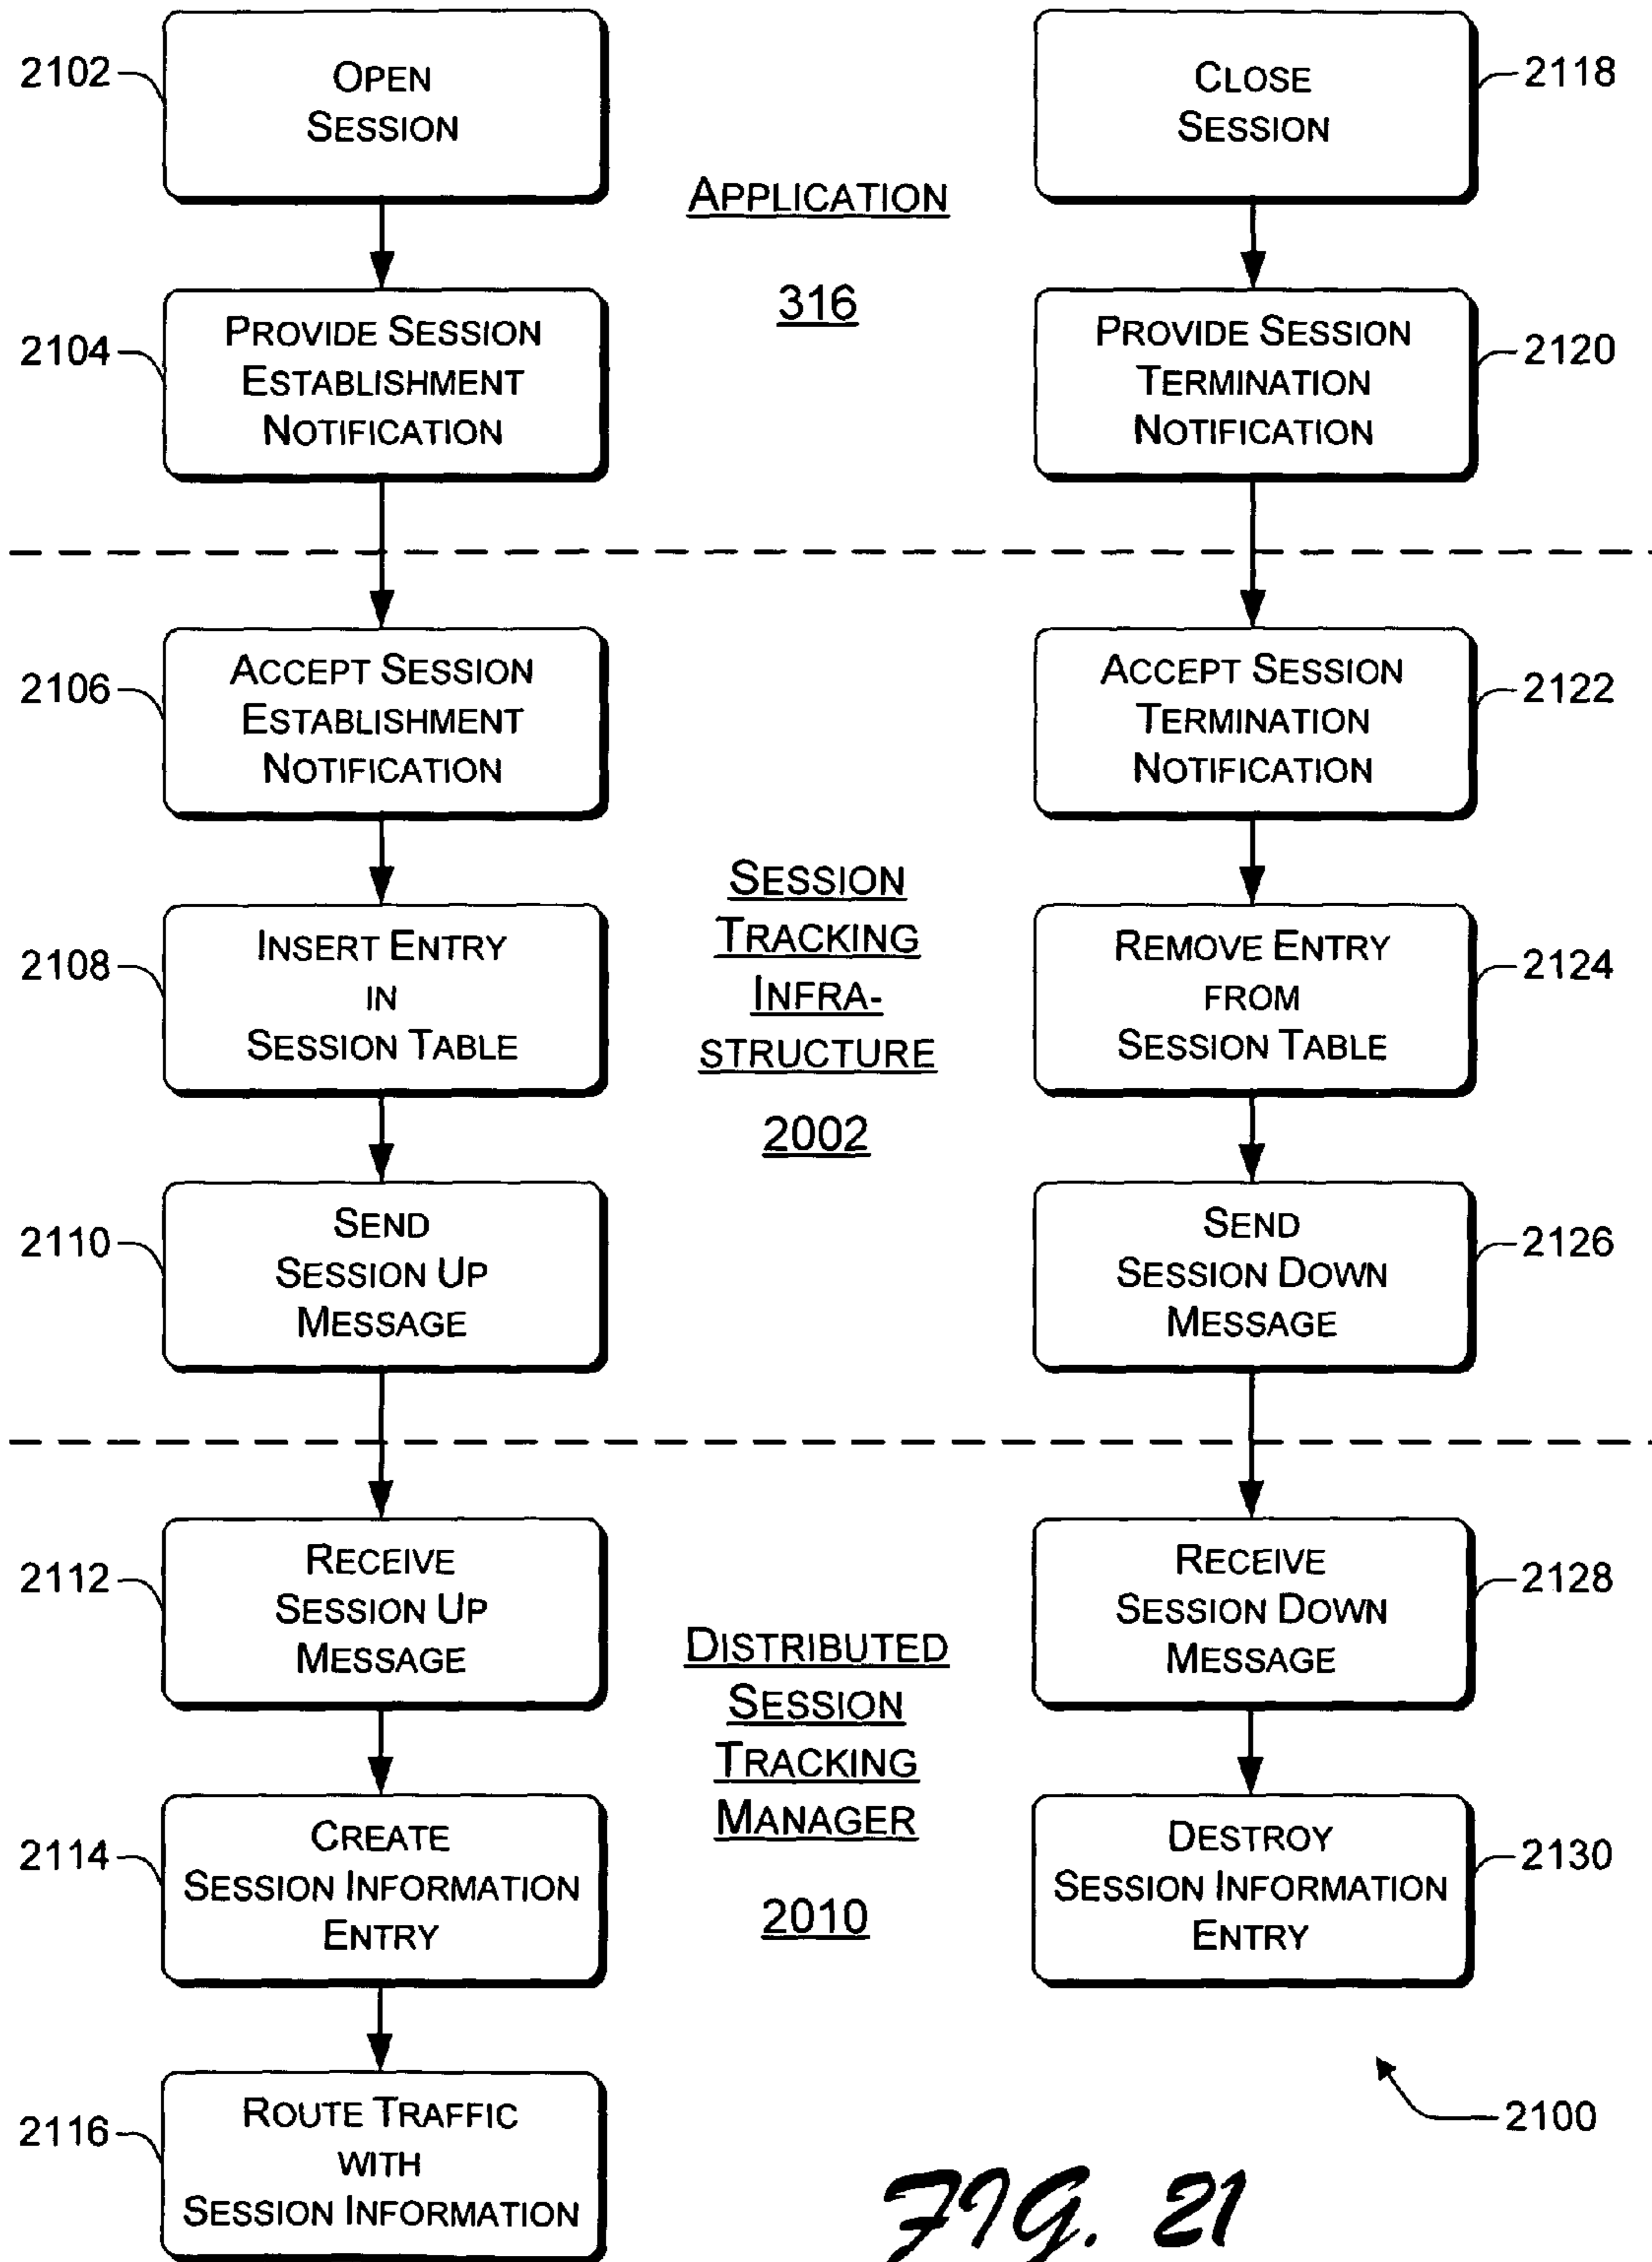 2102
OPEN
SESSION
CLOSE
SESSION
2118
APPLICATION
316
2104
PROVIDE SESSION
ESTABLISHMENT
NOTIFICATION
PROVIDE SESSION
TERMINATION
NOTIFICATION
2120
2106
ACCEPT SESSION
ESTABLISHMENT
NOTIFICATION
ACCEPT SESSION
TERMINATION
NOTIFICATION
2122
SESSION
TRACKING
INFRA-
STRUCTURE
2002
2108
INSERT ENTRY
IN
SESSION TABLE
REMOVE ENTRY
FROM
SESSION TABLE
2124
2110
SEND
SESSION UP
MESSAGE
SEND
SESSION DOWN
MESSAGE
2126
2112
RECEIVE
SESSION UP
MESSAGE
RECEIVE
SESSION DOWN
MESSAGE
2128
DISTRIBUTED
SESSION
TRACKING
MANAGER
2010
2114
CREATE
SESSION INFORMATION
ENTRY
DESTROY
SESSION INFORMATION
ENTRY
2130
2116
ROUTE TRAFFIC
WITH
SESSION INFORMATION
2100
FIG. 21